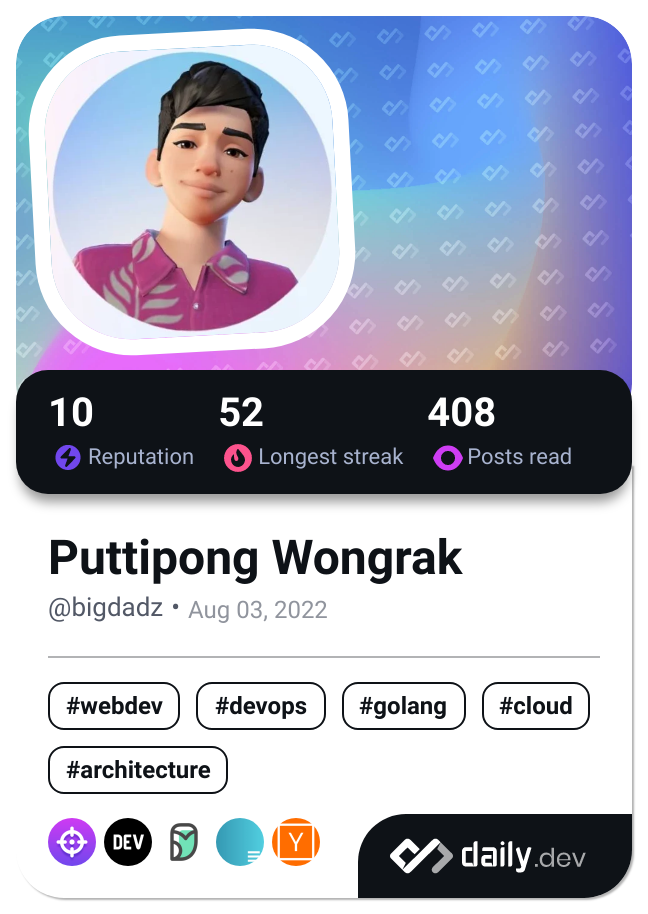 10 52 408
Reputation Longest streak Posts read
Puttipong Wongrak
@bigdadz • Aug 03, 2022
#webdev #devops #golang #cloud
#architecture
DEV Y daily.dev